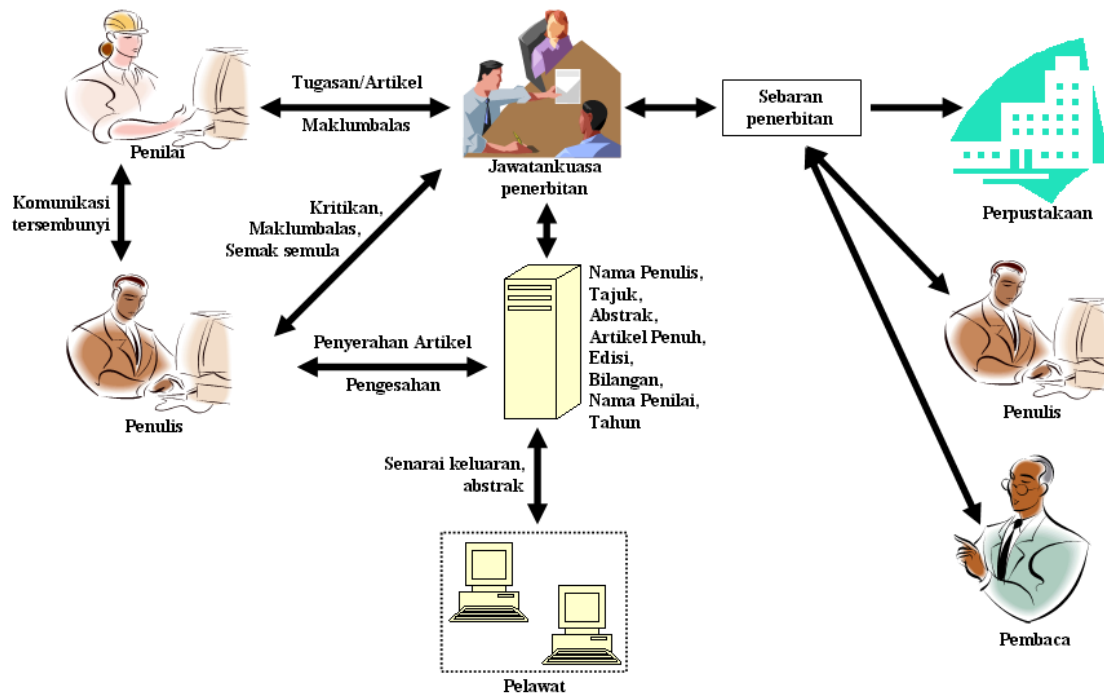 Tugasan/Artikel
Maklumbalas
Penilai
Jawatankuasa
penerbitan
Sebaran
penerbitan
Perpustakaan
Komunikasi
tersembunyi
Kritikan,
Maklumbalas,
Semak semula
Nama Penulis,
Tajuk,
Abstrak,
Artikel Penuh,
Edisi,
Bilangan,
Nama Penilai,
Tahun
Penyerahan Artikel
Pengesahan
Penulis
Penulis
Senarai keluaran,
abstrak
Pelawat
Pembaca